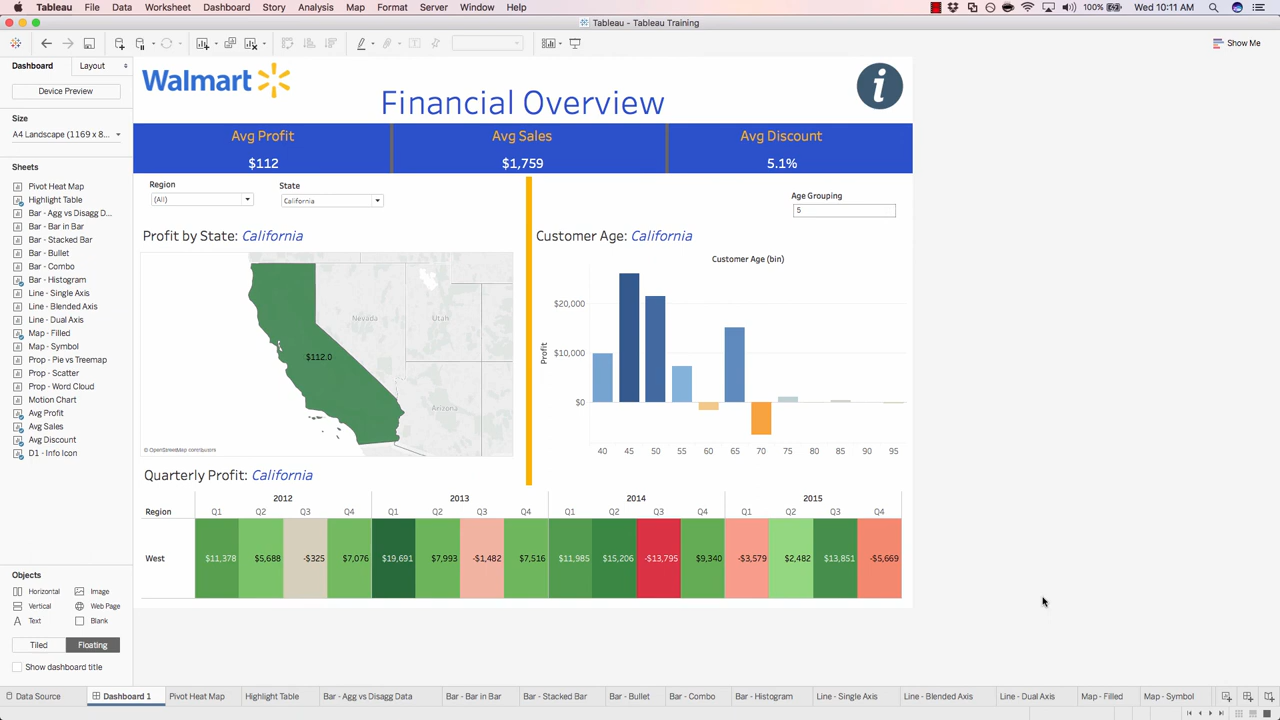 Tableau File Data Worksheet Dashboard Story Analysis Map Format Server Window Help 100% Wed 10:11 AM
Tableau - Tableau Training
Show Me
Dashboard Layout
Device Preview
Size
A4 Landscape (1169 x 8...
Sheets
Pivot Heat Map
Highlight Table
Bar - Agg vs Disagg D...
Bar - Bar in Bar
Bar - Stacked Bar
Bar - Bullet
Bar - Combo
Bar - Histogram
Line - Single Axis
Line - Blended Axis
Line - Dual Axis
Map - Filled
Map - Symbol
Prop - Pie vs Treemap
Prop - Scatter
Prop - Word Cloud
Motion Chart
Avg Profit
Avg Sales
Avg Discount
D1 - Info Icon
Objects
Horizontal Image
Vertical Web Page
A Text Blank
Tiled Floating
Show dashboard title
Walmart
Financial Overview
i
Avg Profit Avg Sales Avg Discount
$112 $1,759 5.1%
Region State
(All) California
Age Grouping
5
Profit by State: California
Nevada
Utah
$112.0
Arizona
© OpenStreetMap contributors
Customer Age: California
Customer Age (bin)
$20,000
$10,000
$0
Profit
40 45 50 55 60 65 70 75 80 85 90 95
Quarterly Profit: California
2012 2013 2014 2015
Region Q1 Q2 Q3 Q4 Q1 Q2 Q3 Q4 Q1 Q2 Q3 Q4 Q1 Q2 Q3 Q4
West $11,378 $5,688 -$325 $7,076 $19,691 $7,993 -$1,482 $7,516 $11,985 $15,206 -$13,795 $9,340 -$3,579 $2,482 $13,851 -$5,669
Data Source Dashboard 1 Pivot Heat Map Highlight Table Bar - Agg vs Disagg Data Bar - Bar in Bar Bar - Stacked Bar Bar - Bullet Bar - Combo Bar - Histogram Line - Single Axis Line - Blended Axis Line - Dual Axis Map - Filled Map - Symbol